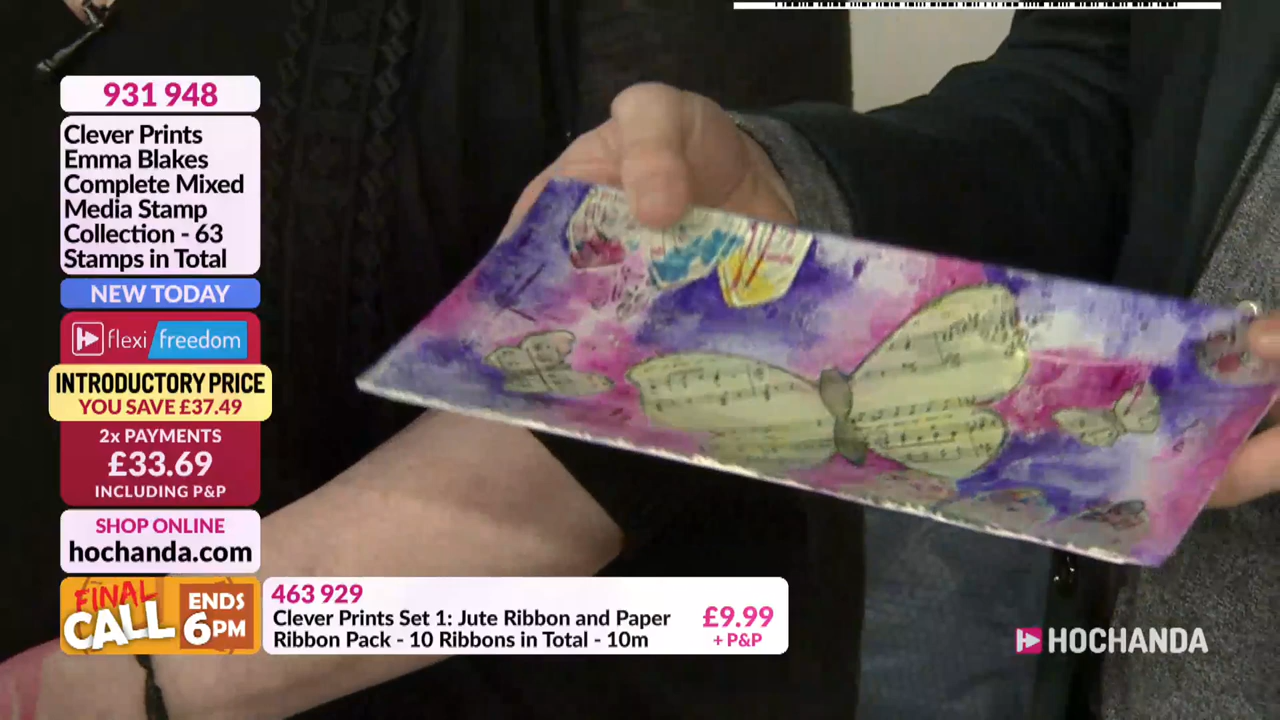 931 948
Clever Prints
Emma Blakes
Complete Mixed
Media Stamp
Collection - 63
Stamps in Total
NEW TODAY
flexi freedom
INTRODUCTORY PRICE
YOU SAVE £37.49
2x PAYMENTS
£33.69
INCLUDING P&P
SHOP ONLINE
hochanda.com
FINAL CALL
ENDS
6PM
463 929
Clever Prints Set 1: Jute Ribbon and Paper
Ribbon Pack - 10 Ribbons in Total - 10m
£9.99
+ P&P
HOCHANDA